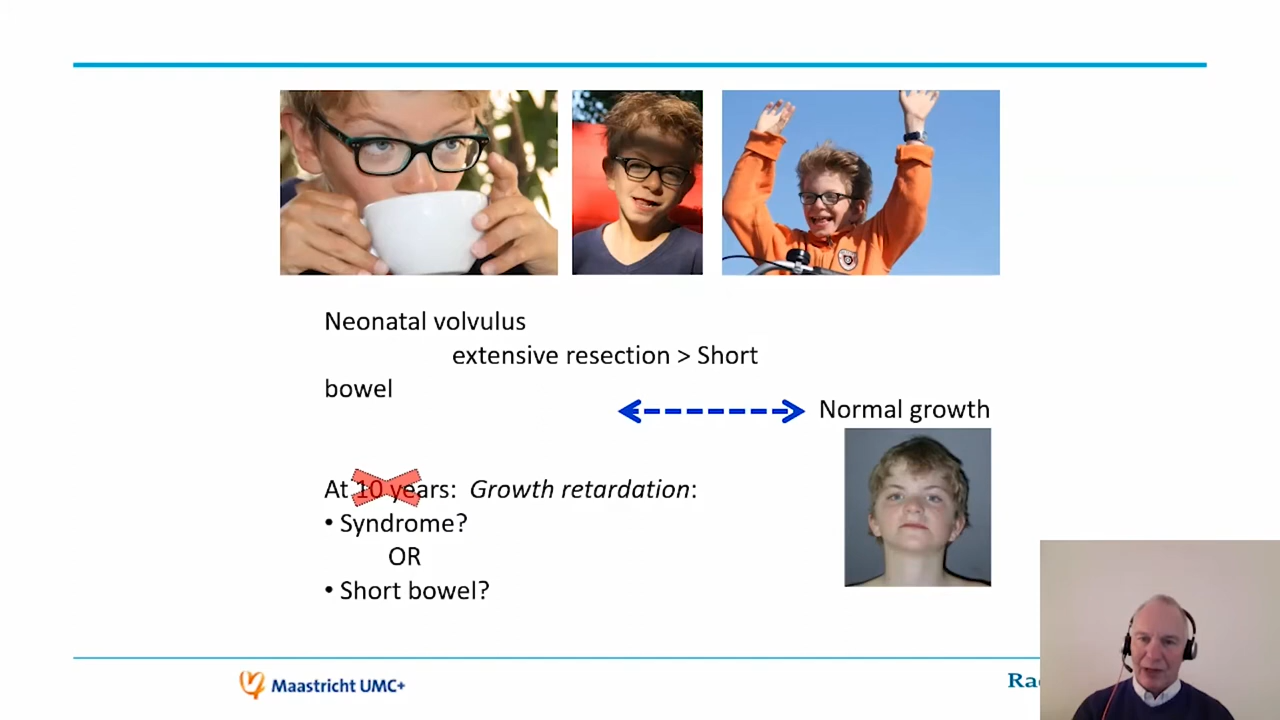 Neonatal volvulus
extensive resection > Short
bowel
Normal growth
At 10 years: Growth retardation:
• Syndrome?
OR
• Short bowel?
Maastricht UMC+